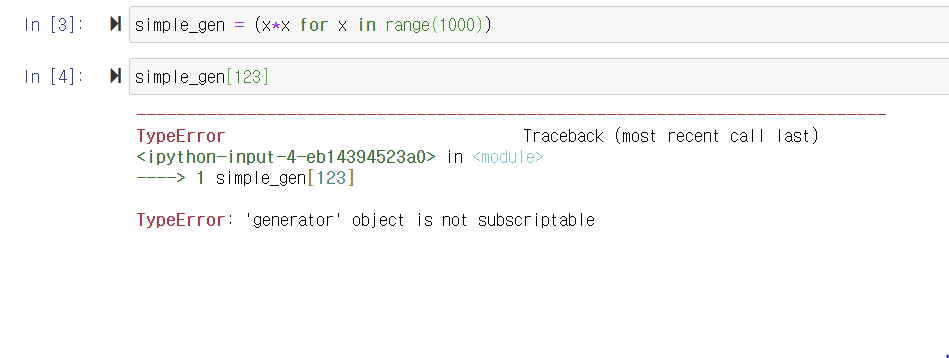 In [3]: simple_gen = (x*x for x in range(1000))
In [4]: simple_gen[123]
---------------------------------------------------------------------------
TypeError                                 Traceback (most recent call last)
<ipython-input-4-eb14394523a0> in <module>
----> 1 simple_gen[123]
TypeError: 'generator' object is not subscriptable